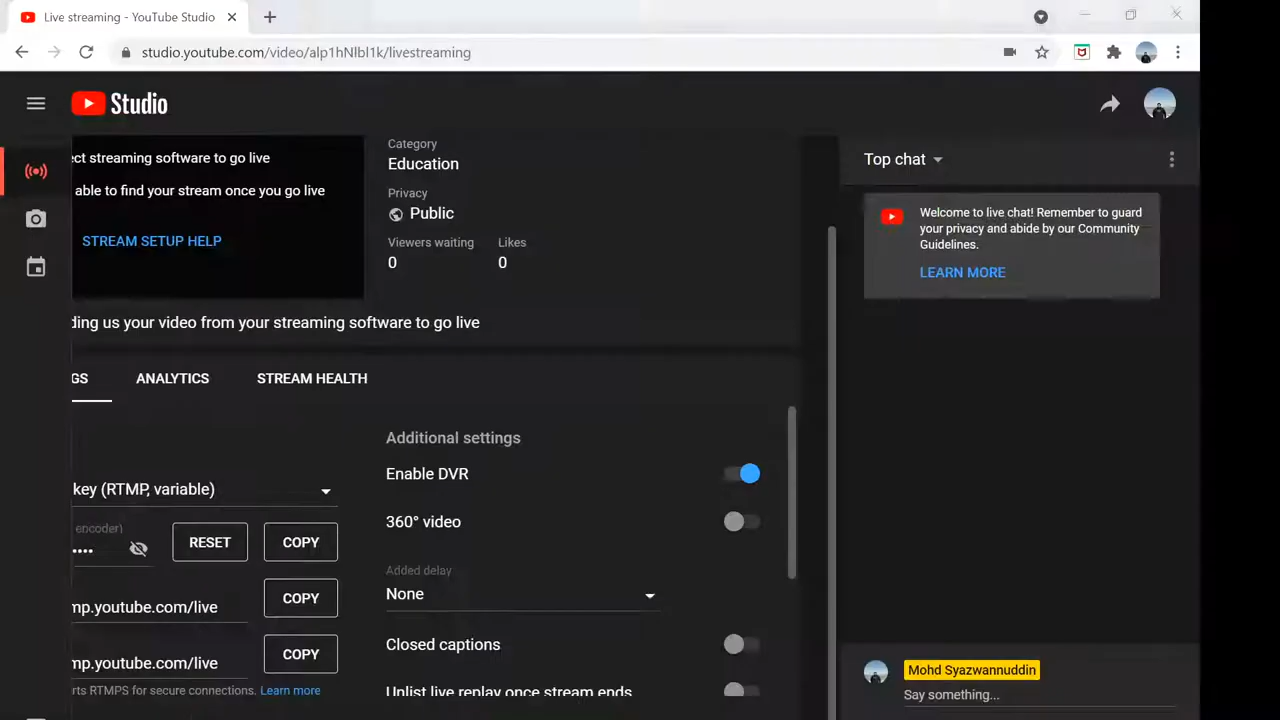 Live streaming - YouTube Studio
studio.youtube.com/video/alp1hNlbl1k/livestreaming
Studio
ect streaming software to go live
able to find your stream once you go live
STREAM SETUP HELP
Category
Education
Privacy
Public
Viewers waiting Likes
0 0
ding us your video from your streaming software to go live
GS ANALYTICS STREAM HEALTH
key (RTMP, variable)
encoder)
RESET COPY
mp.youtube.com/live COPY
mp.youtube.com/live COPY
rts RTMPS for secure connections. Learn more
Additional settings
Enable DVR
360° video
Added delay
None
Closed captions
Unlist live replay once stream ends
Top chat
Welcome to live chat! Remember to guard
your privacy and abide by our Community
Guidelines.
LEARN MORE
Mohd Syazwannuddin
Say something...